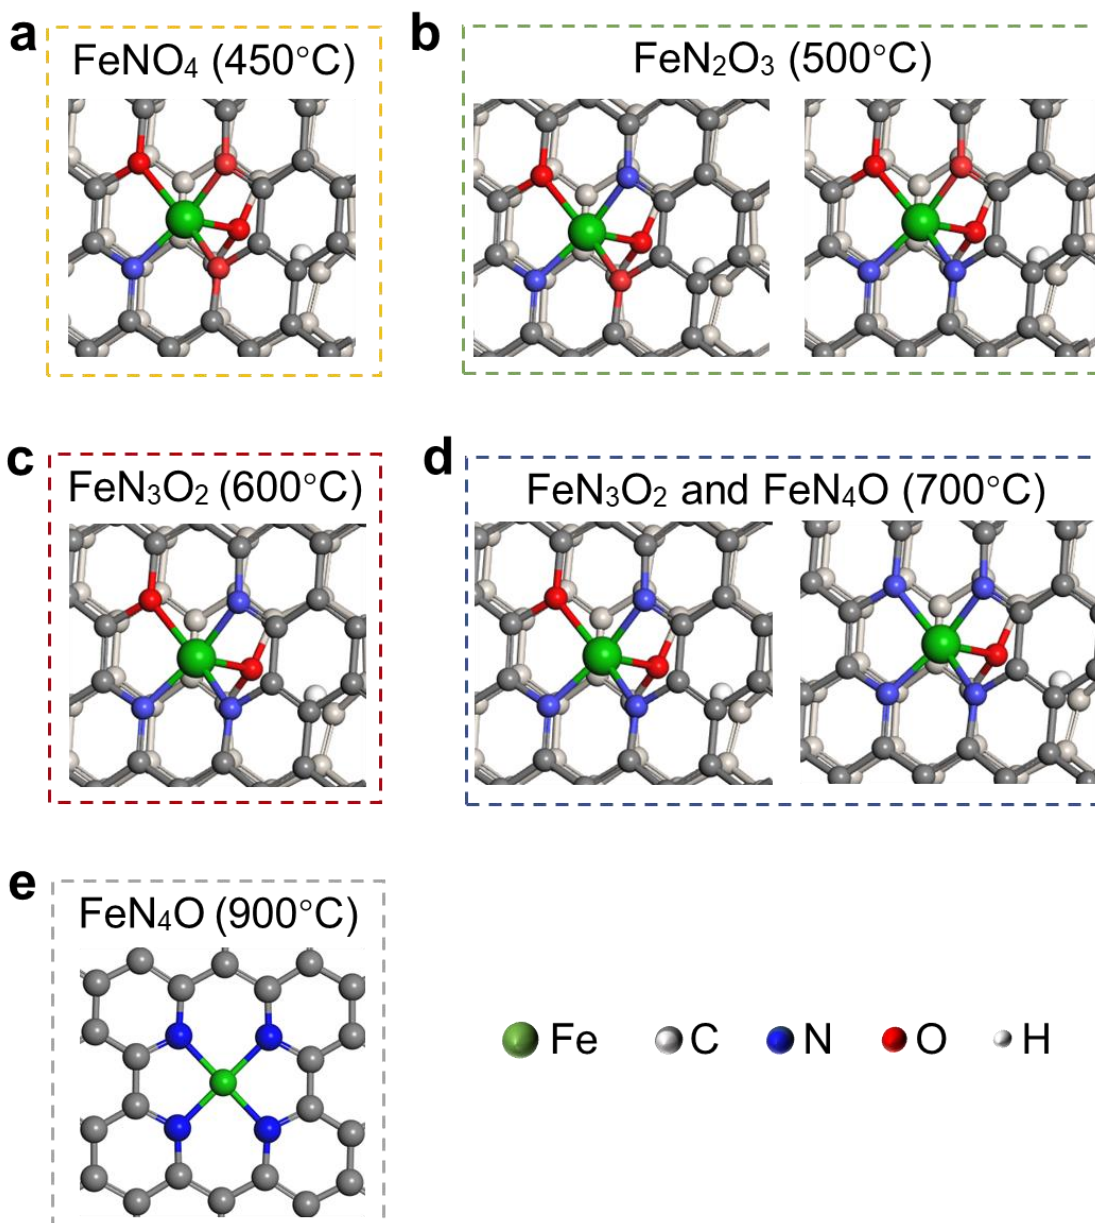 a
FeNO₄ (450°C)
b
FeN₂O₃ (500°C)
c
FeN₃O₂ (600°C)
d
FeN₃O₂ and FeN₄O (700°C)
e
FeN₄O (900°C)
Fe C N O H